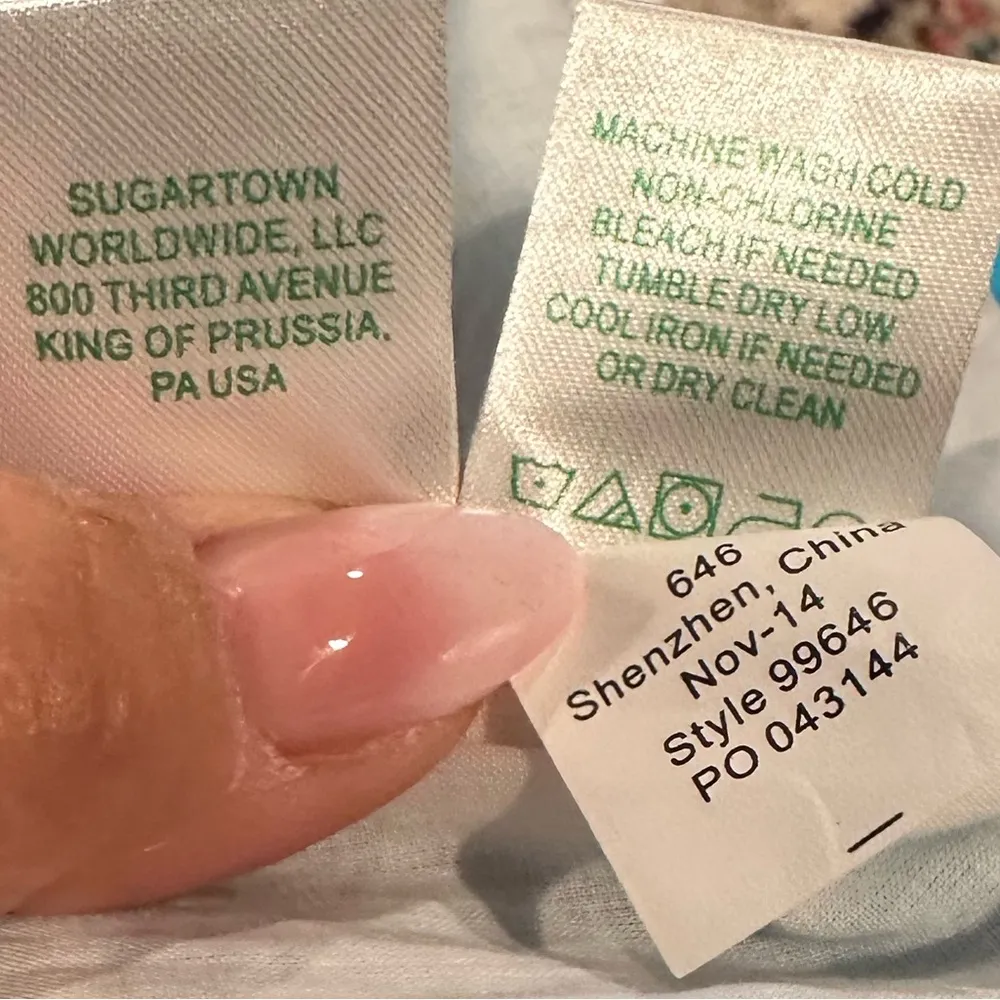 SUGARTOWN
WORLDWIDE, LLC
800 THIRD AVENUE
KING OF PRUSSIA.
PA USA
MACHINE WASH COLD
NON-CHLORINE
BLEACH IF NEEDED
TUMBLE DRY LOW
COOL IRON IF NEEDED
OR DRY CLEAN
646
Shenzhen, China
Nov-14
Style 99646
PO 043144